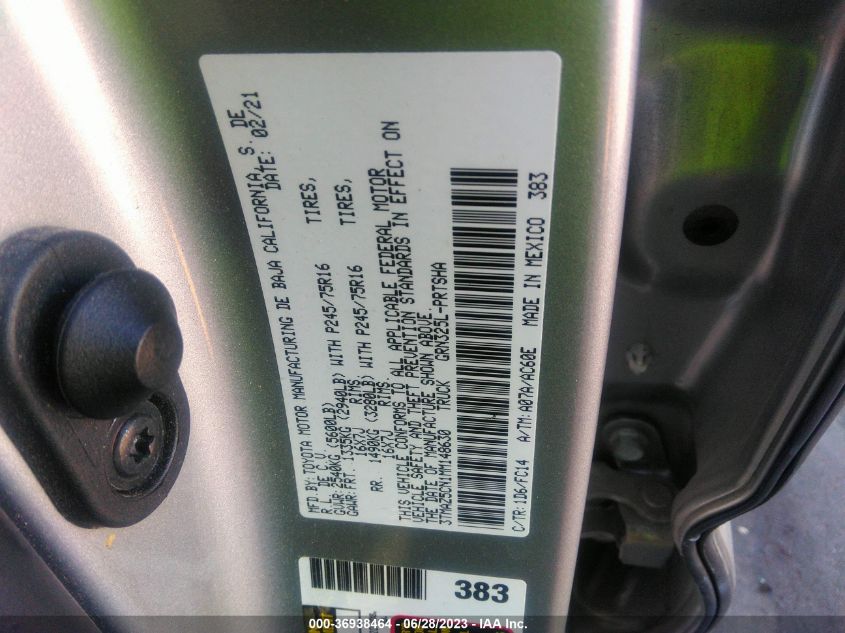 MFD.BY:TOYOTA MOTOR MANUFACTURING DE BAJA CALIFORNIA, S. DE
R.L. DE C.V. DATE: 02/21
GVWR:2540KG(5600LB)
GAWR:FRT. 1335KG (2940LB) WITH P245/75R16 TIRES,
16X7J RIMS,
RR. 1490KG (3280LB) WITH P245/75R16 TIRES,
16X7J RIMS.
THIS VEHICLE CONFORMS TO ALL APPLICABLE FEDERAL MOTOR
VEHICLE SAFETY AND THEFT PREVENTION STANDARDS IN EFFECT ON
THE DATE OF MANUFACTURE SHOWN ABOVE.
3TMAZ5CN1MM148630 TRUCK GRN325L-PRTSHA
C/TR:1D6/FC14 A/TM:A07A/AC60E MADE IN MEXICO 383
383
000-36938464 - 06/28/2023 - IAA Inc.